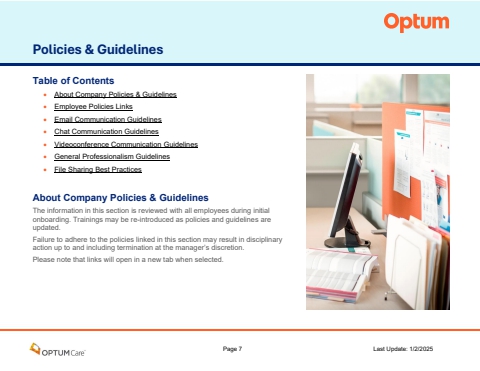 Optum
Policies & Guidelines
Table of Contents
About Company Policies & Guidelines
Employee Policies Links
Email Communication Guidelines
Chat Communication Guidelines
Videoconference Communication Guidelines
General Professionalism Guidelines
File Sharing Best Practices
About Company Policies & Guidelines
The information in this section is reviewed with all employees during initial
onboarding. Trainings may be re-introduced as policies and guidelines are
updated.
Failure to adhere to the policies linked in this section may result in disciplinary
action up to and including termination at the manager's discretion.
Please note that links will open in a new tab when selected.
OPTUMCare
Page 7
Last Update: 1/2/2025